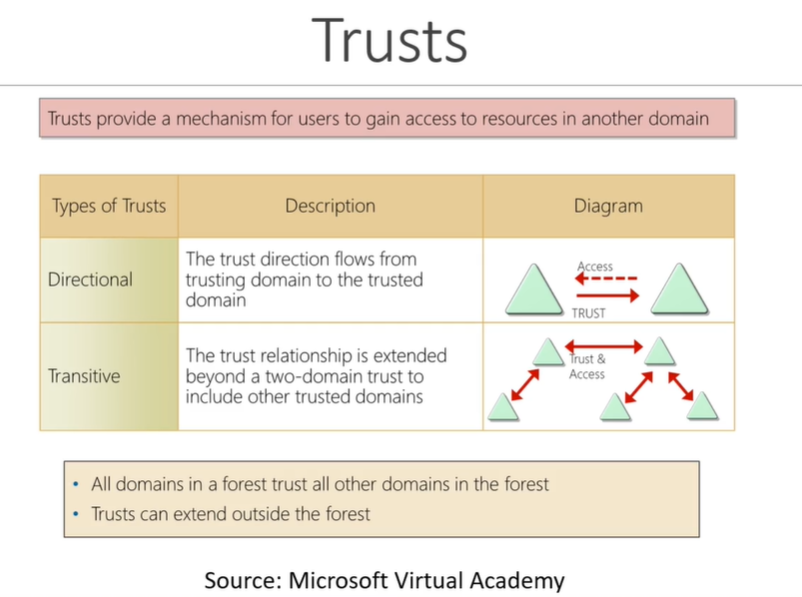 Trusts
Trusts provide a mechanism for users to gain access to resources in another domain
Types of Trusts
Description
Diagram
Directional
The trust direction flows from
trusting domain to the trusted
domain
Access
TRUST
Transitive
The trust relationship is extended
beyond a two-domain trust to
include other trusted domains
Trust &
Access
• All domains in a forest trust all other domains in the forest
• Trusts can extend outside the forest
Source: Microsoft Virtual Academy